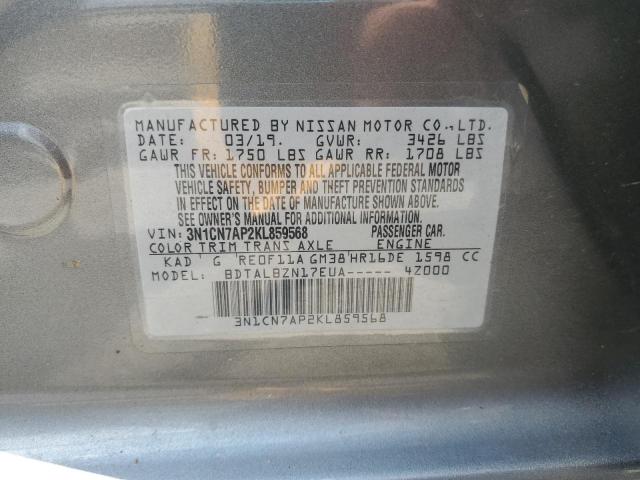 MANUFACTURED BY NISSAN MOTOR CO.,LTD.
DATE: 03/19. GVWR: 3426 LBS
GAWR FR: 1750 LBS GAWR RR: 1708 LBS
THIS VEHICLE CONFORMS TO ALL APPLICABLE FEDERAL MOTOR
VEHICLE SAFETY, BUMPER AND THEFT PREVENTION STANDARDS
IN EFFECT ON THE DATE OF MANUFACTURE SHOWN ABOVE.
SEE OWNER'S MANUAL FOR ADDITIONAL INFORMATION.
VIN: 3N1CN7AP2KL859568 PASSENGER CAR.
COLOR TRIM TRANS AXLE ENGINE
KAD G RE0F11A GM38 HR16DE 1598 CC
MODEL: BDTALBZN17EUA----- 4Z000
3N1CN7AP2KL859568